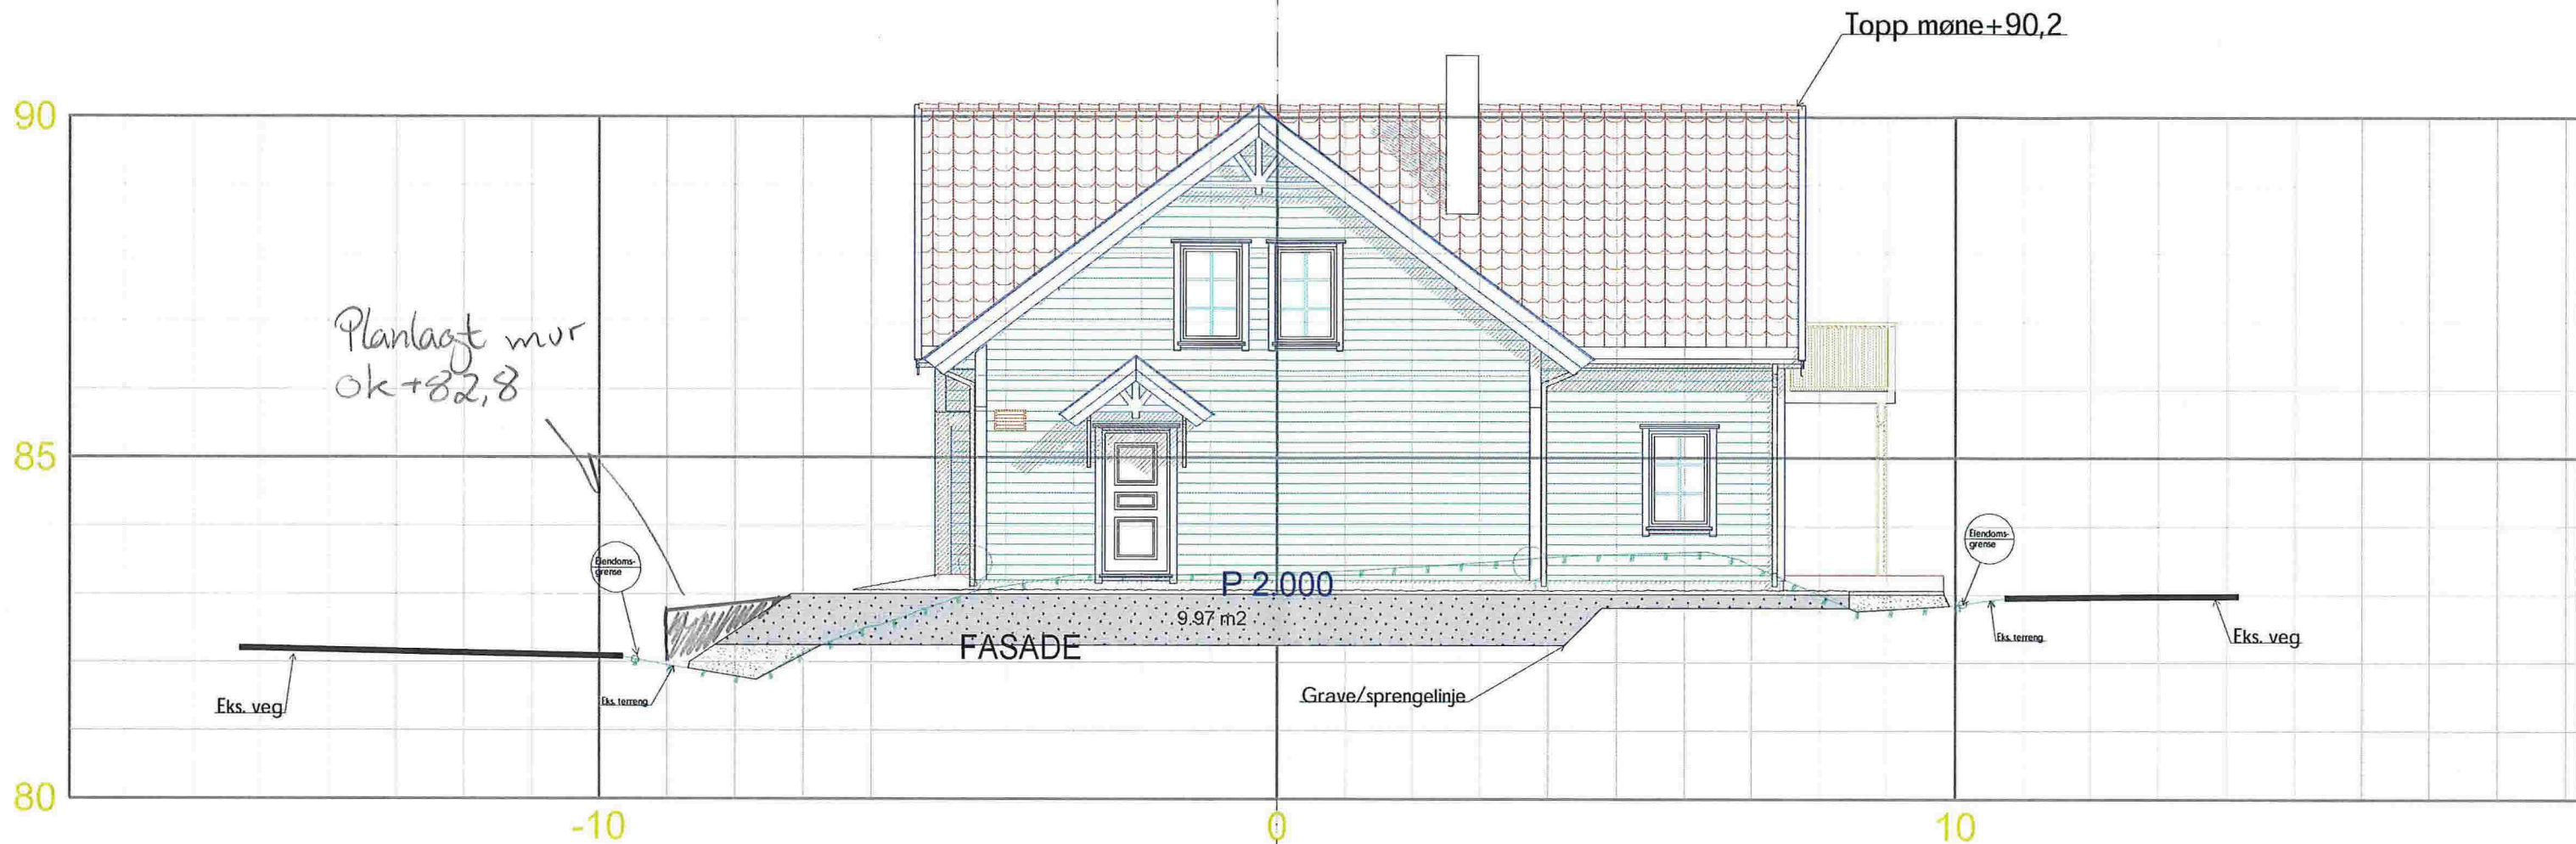 Topp møne+90,2
90
Planlagt mur
ok +82,8
85
Eiendoms-
grense
Eiendoms-
grense
P 2.000
9.97 m2
FASADE
Eks. terreng
Eks. veg
Eks. veg
Eks. terreng
Grave/sprengelinje
80
-10
0
10